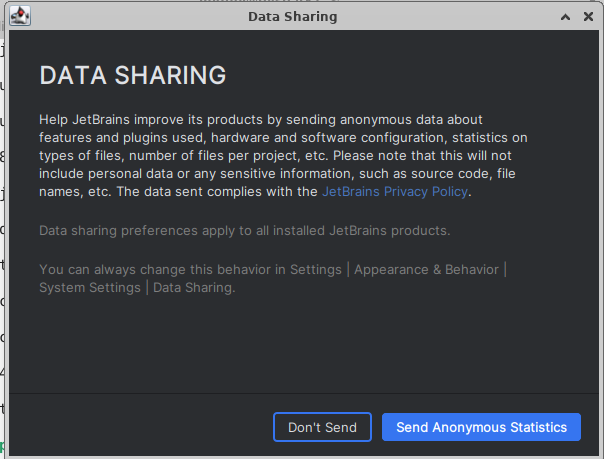 Data Sharing
DATA SHARING
Help JetBrains improve its products by sending anonymous data about
features and plugins used, hardware and software configuration, statistics on
types of files, number of files per project, etc. Please note that this will not
include personal data or any sensitive information, such as source code, file
names, etc. The data sent complies with the JetBrains Privacy Policy.
Data sharing preferences apply to all installed JetBrains products.
You can always change this behavior in Settings | Appearance & Behavior |
System Settings | Data Sharing.
Don't Send
Send Anonymous Statistics